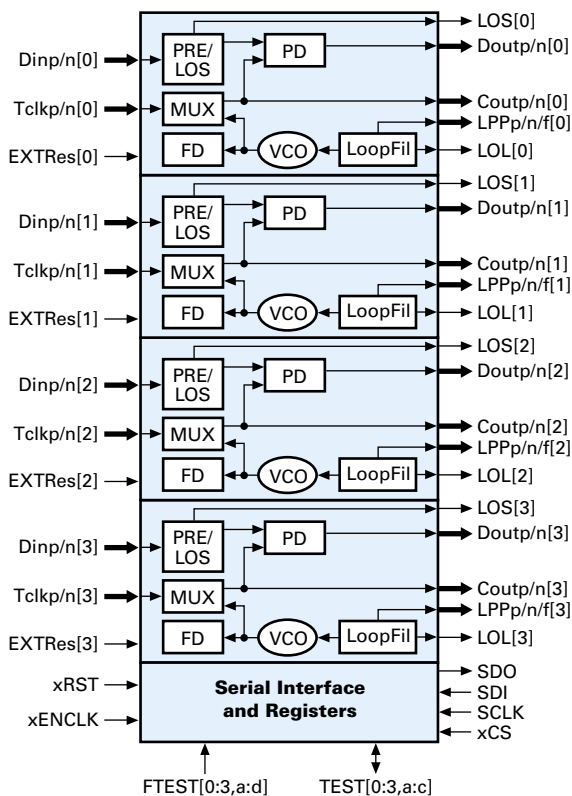 LOS[0]
Dinp/n[0]
PRE/
LOS
PD
Doutp/n[0]
Tclkp/n[0]
MUX
Coutp/n[0]
LPPp/n/f[0]
EXTRes[0]
FD
VCO
LoopFil
LOL[0]
LOS[1]
Dinp/n[1]
PRE/
LOS
PD
Doutp/n[1]
Tclkp/n[1]
MUX
Coutp/n[1]
LPPp/n/f[1]
EXTRes[1]
FD
VCO
LoopFil
LOL[1]
LOS[2]
Dinp/n[2]
PRE/
LOS
PD
Doutp/n[2]
Tclkp/n[2]
MUX
Coutp/n[2]
LPPp/n/f[2]
EXTRes[2]
FD
VCO
LoopFil
LOL[2]
LOS[3]
Dinp/n[3]
PRE/
LOS
PD
Doutp/n[3]
Tclkp/n[3]
MUX
Coutp/n[3]
LPPp/n/f[3]
EXTRes[3]
FD
VCO
LoopFil
LOL[3]
xRST
xENCLK
Serial Interface
and Registers
SDO
SDI
SCLK
xCS
FTEST[0:3,a:d]
TEST[0:3,a:c]